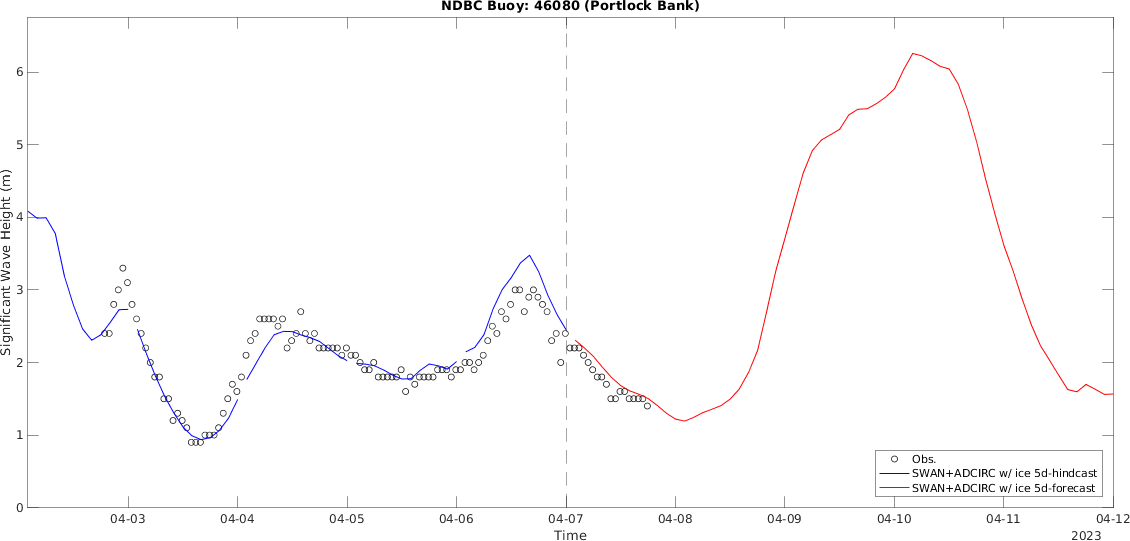 NDBC Buoy: 46080 (Portlock Bank)
Significant Wave Height (m)
6
5
4
3
2
1
0
Obs.
SWAN+ADCIRC w/ ice 5d-hindcast
SWAN+ADCIRC w/ ice 5d-forecast
04-03 04-04 04-05 04-06 04-07 04-08 04-09 04-10 04-11 04-12
Time
2023